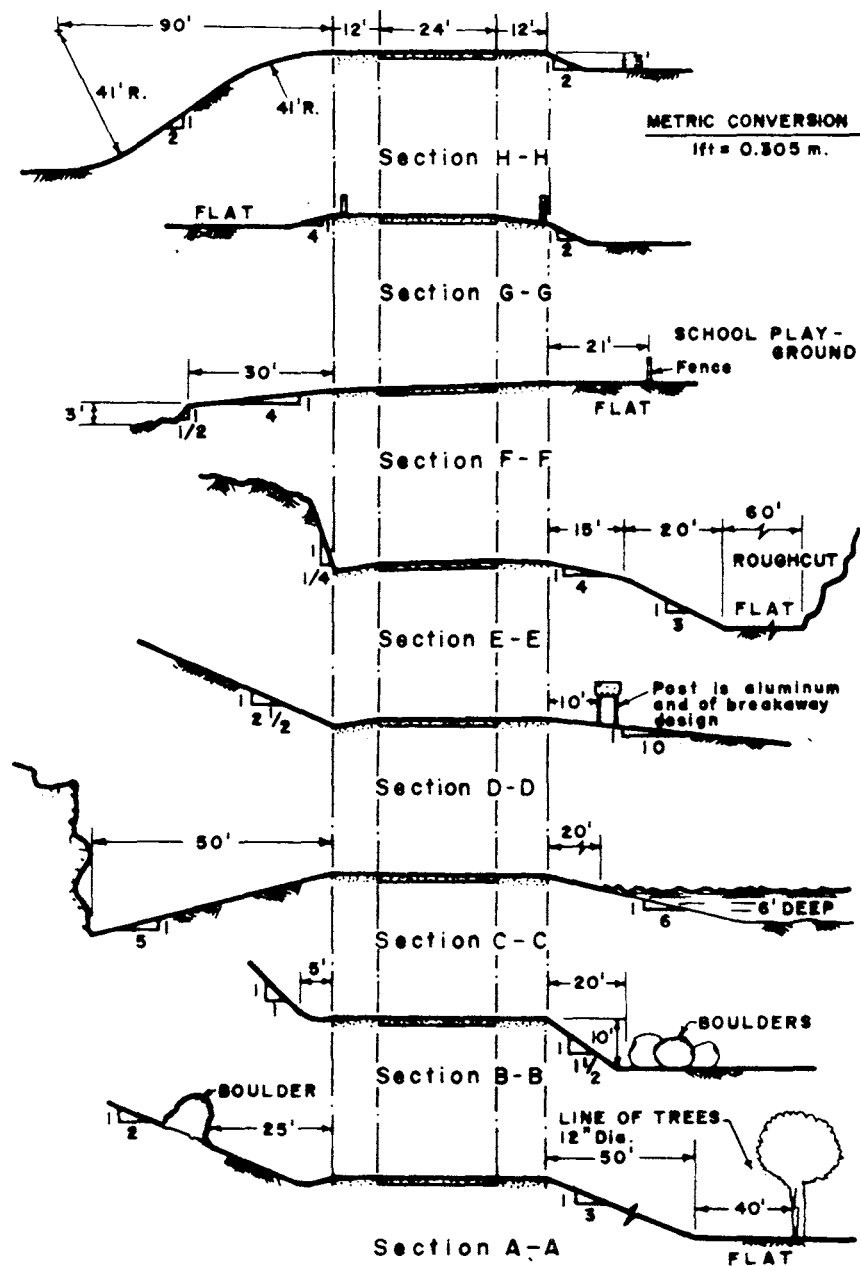 90' 12' 24' 12'
3'
41'R.
41'R.
1
2
1
2
METRIC CONVERSION
1ft = 0.305 m.
Section H-H
FLAT
1
4
1
2
Section G-G
21'
SCHOOL PLAY-
GROUND
Fence
30'
3'
1
1/2
4
1
FLAT
Section F-F
60'
15' 20'
ROUGHCUT
1
1/4
1
4
1
3
FLAT
Section E-E
10'
Post is aluminum
and of breakaway
design
1
2 1/2
1
10
Section D-D
50'
20'
5
1
1
6
6' DEEP
Section C-C
5'
20'
1
1
10'
BOULDERS
1
1 1/2
Section B-B
BOULDER
1
2
25'
LINE OF TREES
12" Dia.
50'
1
3
40'
Section A-A
FLAT